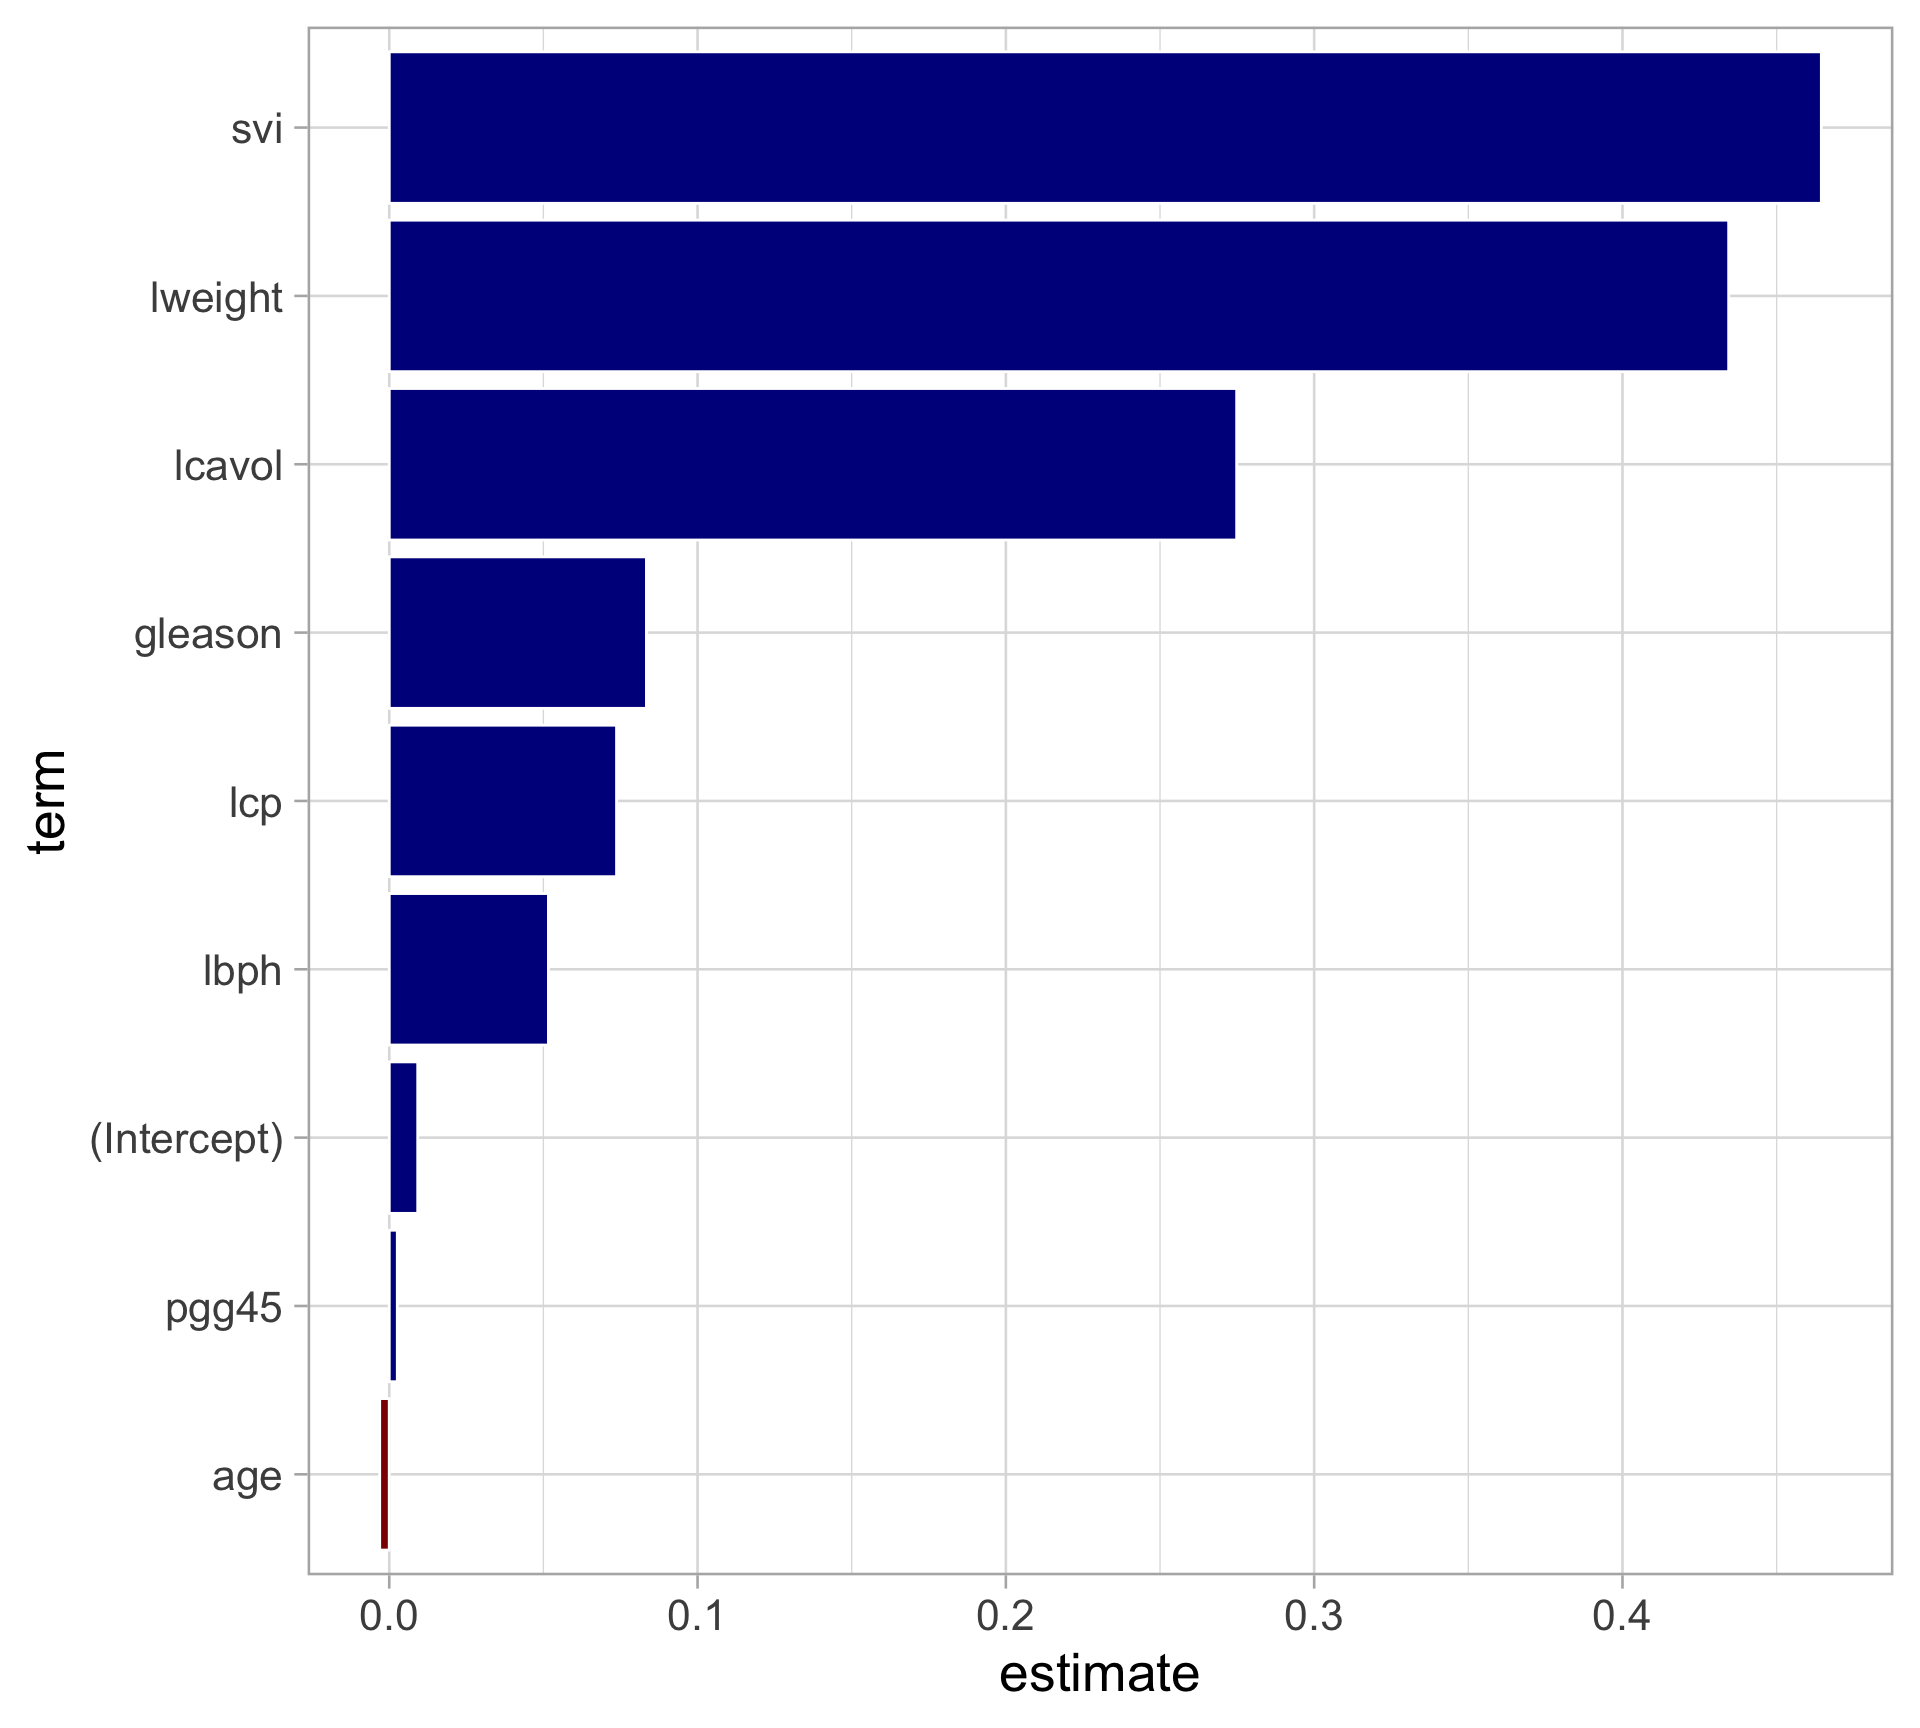 svi
lweight
lcavol
gleason
lcp
lbph
(Intercept)
pgg45
age
term
0.0 0.1 0.2 0.3 0.4
estimate